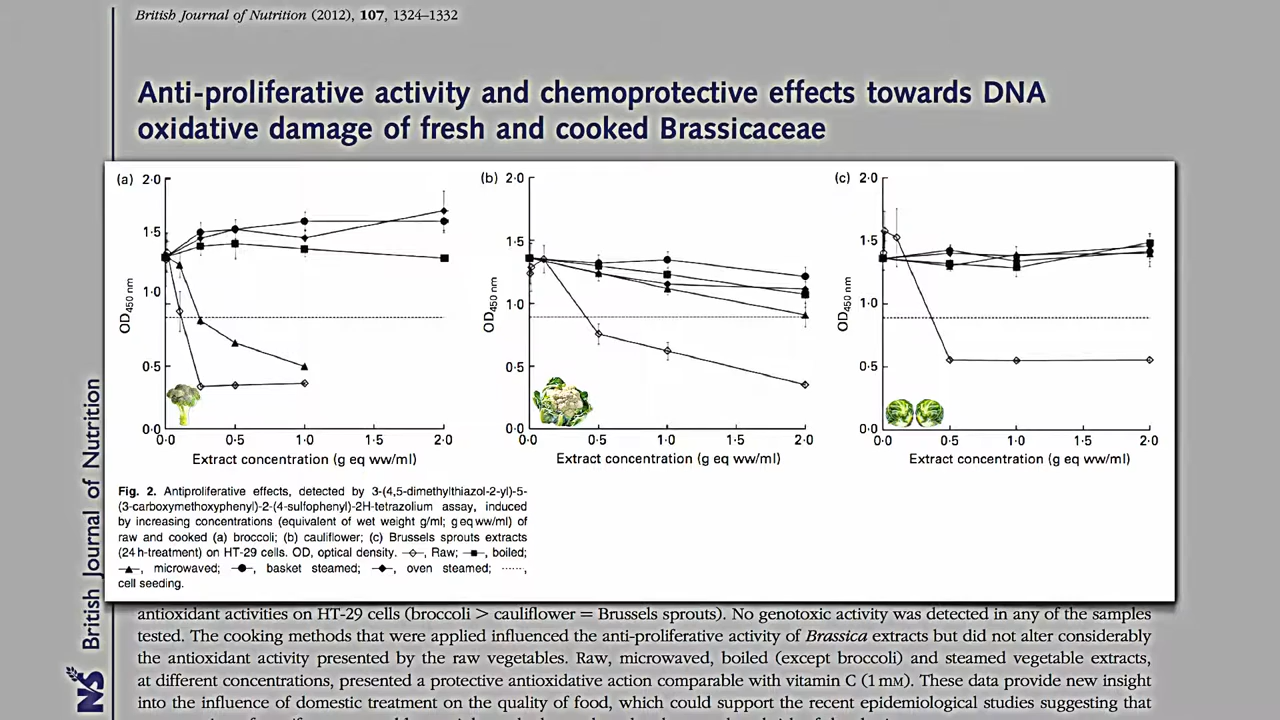 British Journal of Nutrition (2012), 107, 1324–1332
Anti-proliferative activity and chemoprotective effects towards DNA
oxidative damage of fresh and cooked Brassicaceae
(a)
2·0
1·5
1·0
0·5
0·0
OD450 nm
0·0 0·5 1·0 1·5 2·0
Extract concentration (g eq ww/ml)
(b)
2·0
1·5
1·0
0·5
0·0
OD450 nm
0·0 0·5 1·0 1·5 2·0
Extract concentration (g eq ww/ml)
(c)
2·0
1·5
1·0
0·5
0·0
OD450 nm
0·0 0·5 1·0 1·5 2·0
Extract concentration (g eq ww/ml)
Fig. 2. Antiproliferative effects, detected by 3-(4,5-dimethylthiazol-2-yl)-5-
(3-carboxymethoxyphenyl)-2-(4-sulfophenyl)-2H-tetrazolium assay, induced
by increasing concentrations (equivalent of wet weight g/ml; g eq ww/ml) of
raw and cooked (a) broccoli; (b) cauliflower; (c) Brussels sprouts extracts
(24 h-treatment) on HT-29 cells. OD, optical density. –◇–, Raw; –■–, boiled;
–▲–, microwaved; –●–, basket steamed; –◆–, oven steamed; ······,
cell seeding.
antioxidant activities on HT-29 cells (broccoli > cauliflower = Brussels sprouts). No genotoxic activity was detected in any of the samples
tested. The cooking methods that were applied influenced the anti-proliferative activity of Brassica extracts but did not alter considerably
the antioxidant activity presented by the raw vegetables. Raw, microwaved, boiled (except broccoli) and steamed vegetable extracts,
at different concentrations, presented a protective antioxidative action comparable with vitamin C (1 mM). These data provide new insight
into the influence of domestic treatment on the quality of food, which could support the recent epidemiological studies suggesting that
British Journal of Nutrition
NS